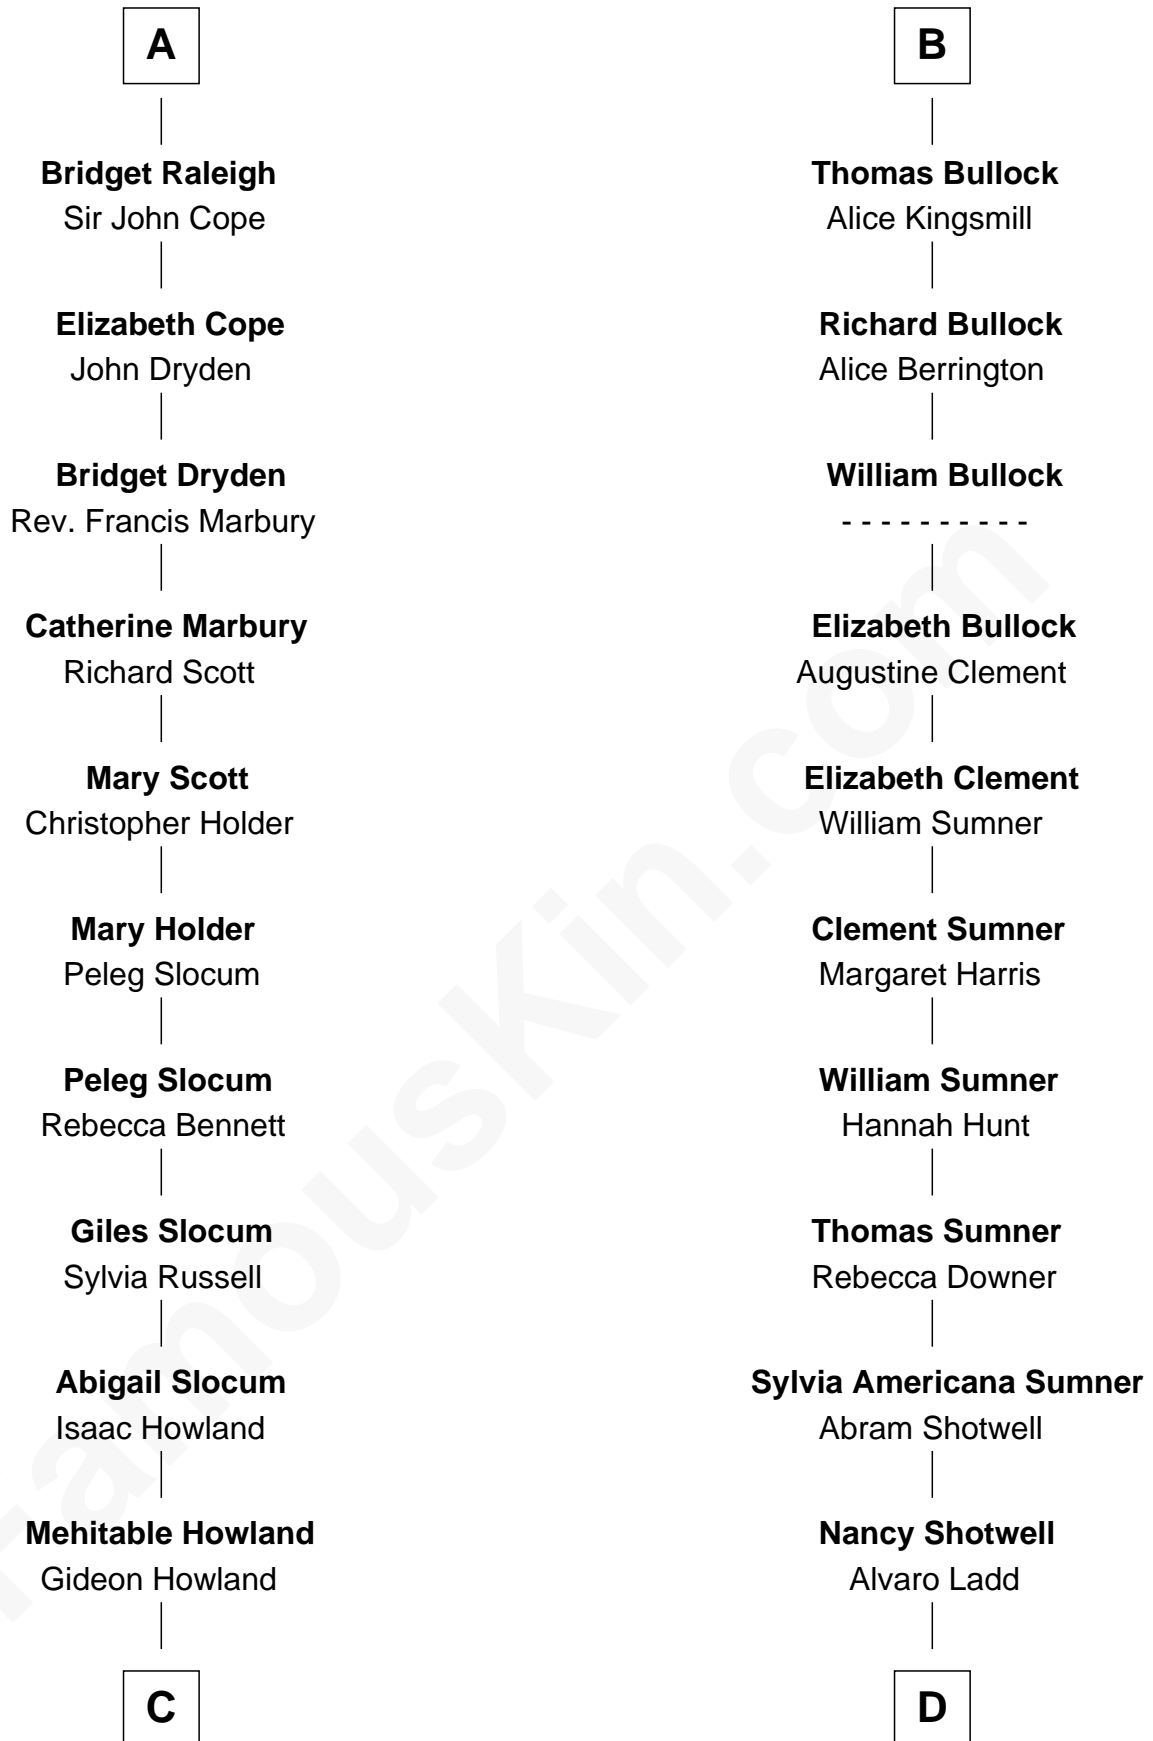 A
Bridget Raleigh
Sir John Cope
Elizabeth Cope
John Dryden
Bridget Dryden
Rev. Francis Marbury
Catherine Marbury
Richard Scott
Mary Scott
Christopher Holder
Mary Holder
Peleg Slocum
Peleg Slocum
Rebecca Bennett
Giles Slocum
Sylvia Russell
Abigail Slocum
Isaac Howland
Mehitable Howland
Gideon Howland
C
B
Thomas Bullock
Alice Kingsmill
Richard Bullock
Alice Berrington
William Bullock
- - - - - - - - - -
Elizabeth Bullock
Augustine Clement
Elizabeth Clement
William Sumner
Clement Sumner
Margaret Harris
William Sumner
Hannah Hunt
Thomas Sumner
Rebecca Downer
Sylvia Americana Sumner
Abram Shotwell
Nancy Shotwell
Alvaro Ladd
D
FamousKin.com